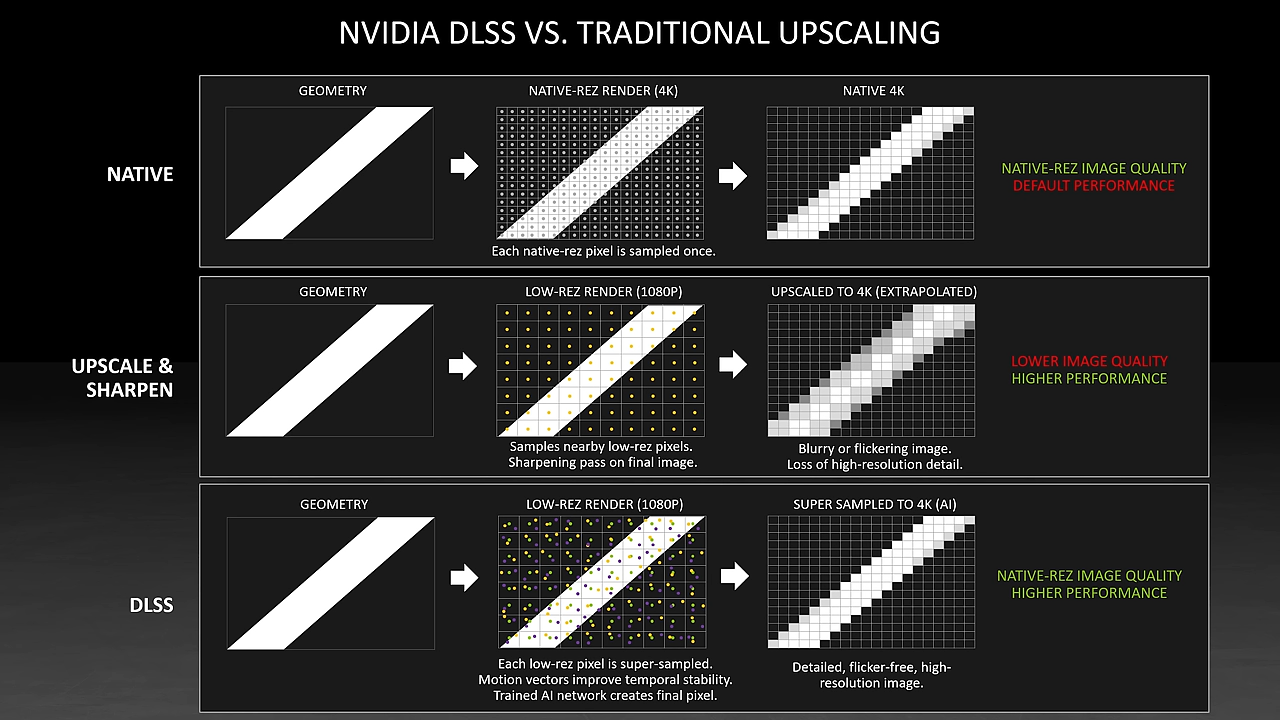 NVIDIA DLSS VS. TRADITIONAL UPSCALING
NATIVE
GEOMETRY
NATIVE-REZ RENDER (4K)
Each native-rez pixel is sampled once.
NATIVE 4K
NATIVE-REZ IMAGE QUALITY
DEFAULT PERFORMANCE
UPSCALE &
SHARPEN
GEOMETRY
LOW-REZ RENDER (1080P)
Samples nearby low-rez pixels.
Sharpening pass on final image.
UPSCALED TO 4K (EXTRAPOLATED)
Blurry or flickering image.
Loss of high-resolution detail.
LOWER IMAGE QUALITY
HIGHER PERFORMANCE
DLSS
GEOMETRY
LOW-REZ RENDER (1080P)
Each low-rez pixel is super-sampled.
Motion vectors improve temporal stability.
Trained AI network creates final pixel.
SUPER SAMPLED TO 4K (AI)
Detailed, flicker-free, high-
resolution image.
NATIVE-REZ IMAGE QUALITY
HIGHER PERFORMANCE